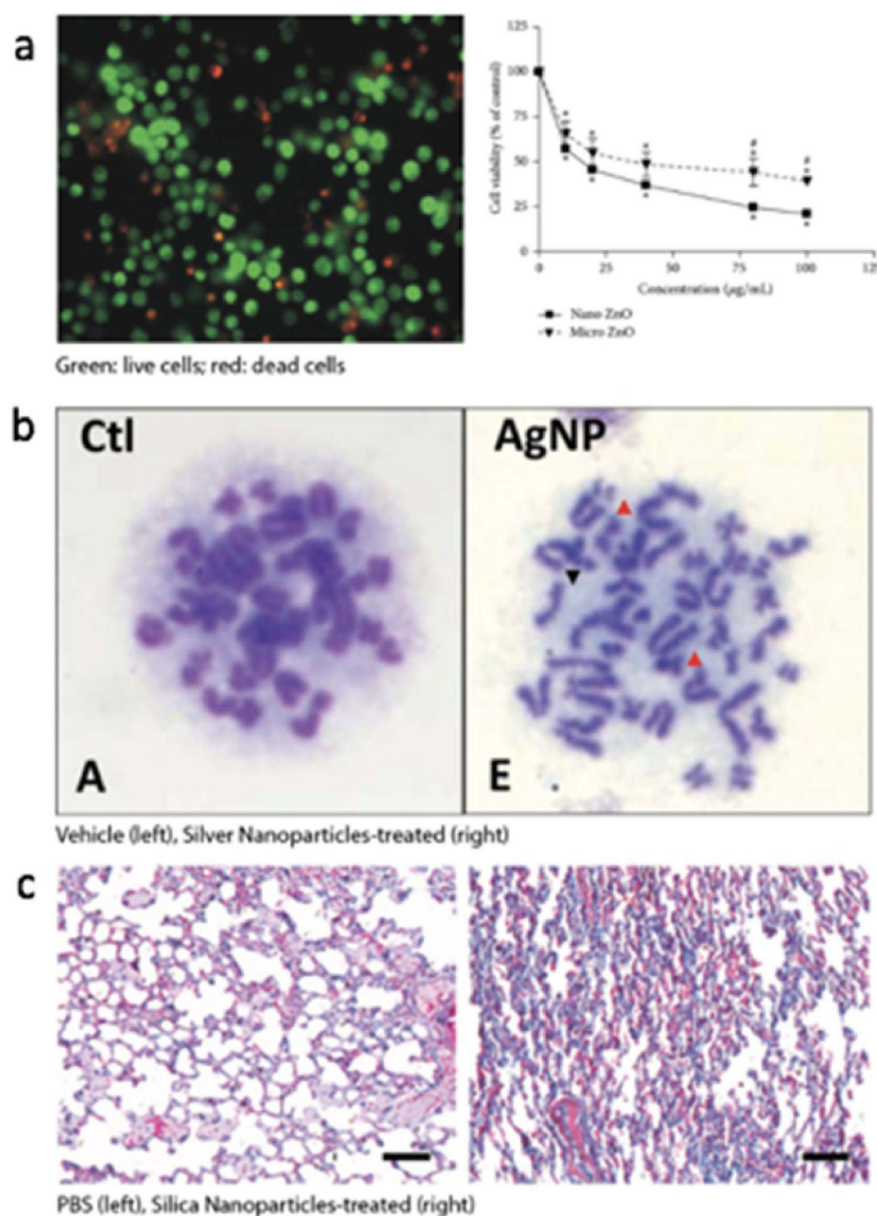 a
Cell viability (% of control)
125
100
75
50
25
0
0 25 50 75 100 125
Concentration (µg/mL)
Nano ZnO
Micro ZnO
Green: live cells; red: dead cells
b
Ctl AgNP
A E
Vehicle (left), Silver Nanoparticles-treated (right)
c
PBS (left), Silica Nanoparticles-treated (right)